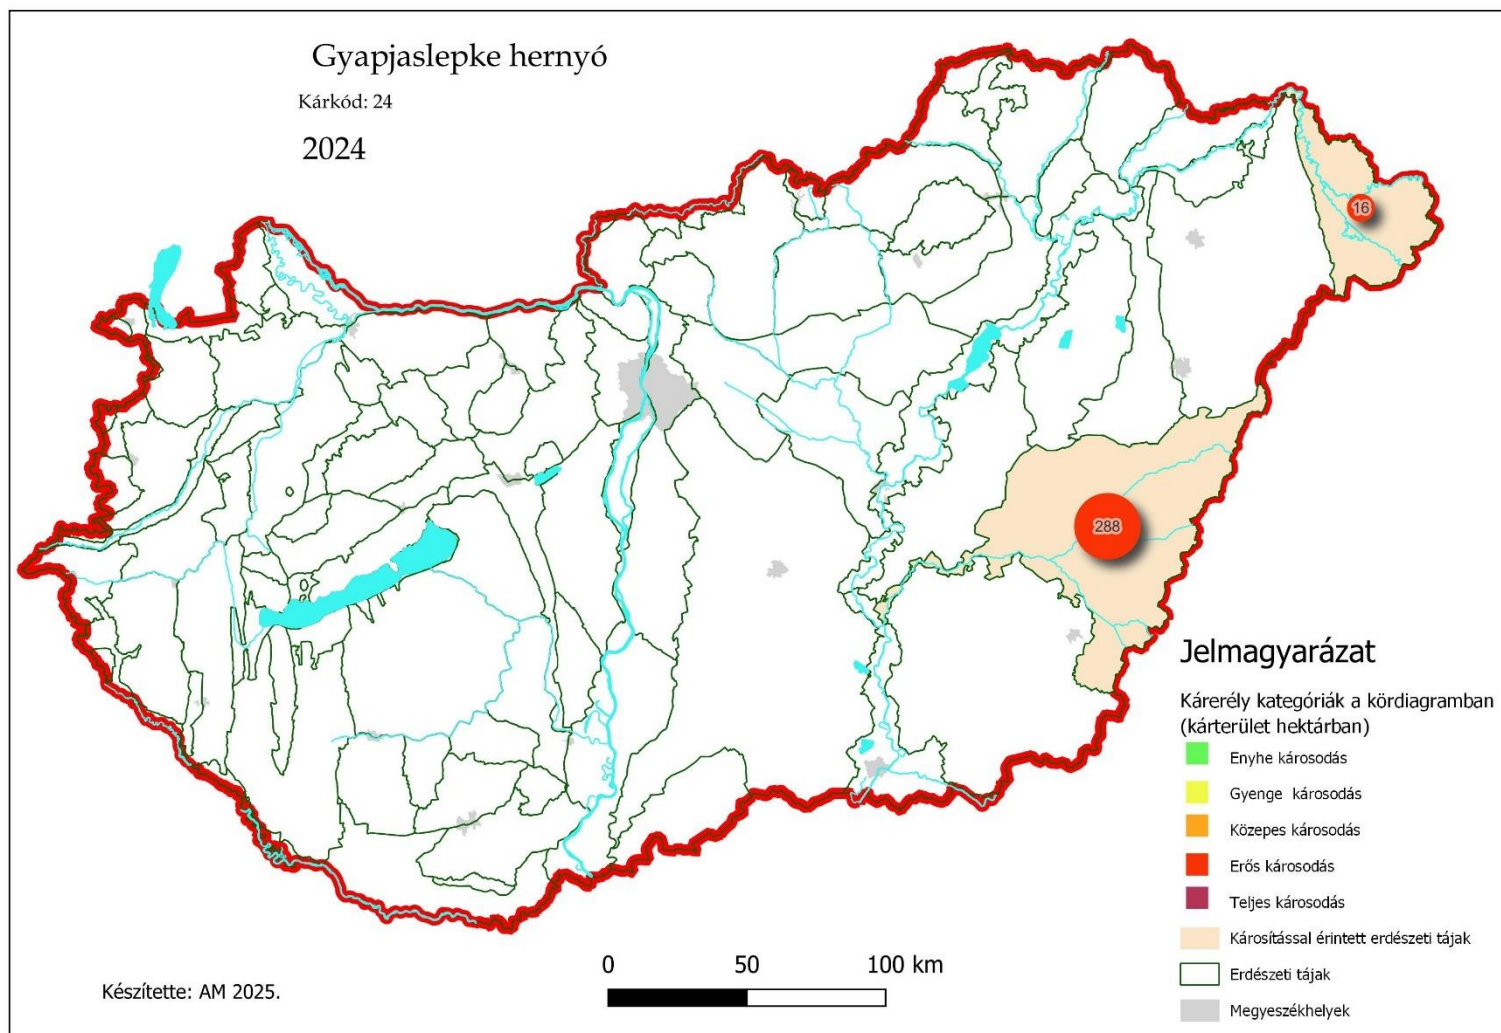 Gyapjaslepke hernyó
Kárkód: 24
2024
16
288
Jelmagyarázat
Kárerély kategóriák a kördiagramban
(kárterület hektárban)
Enyhe károsodás
Gyenge károsodás
Közepes károsodás
Erős károsodás
Teljes károsodás
Károsítással érintett erdészeti tájak
Erdészeti tájak
Megyeszékhelyek
0 50 100 km
Készítette: AM 2025.